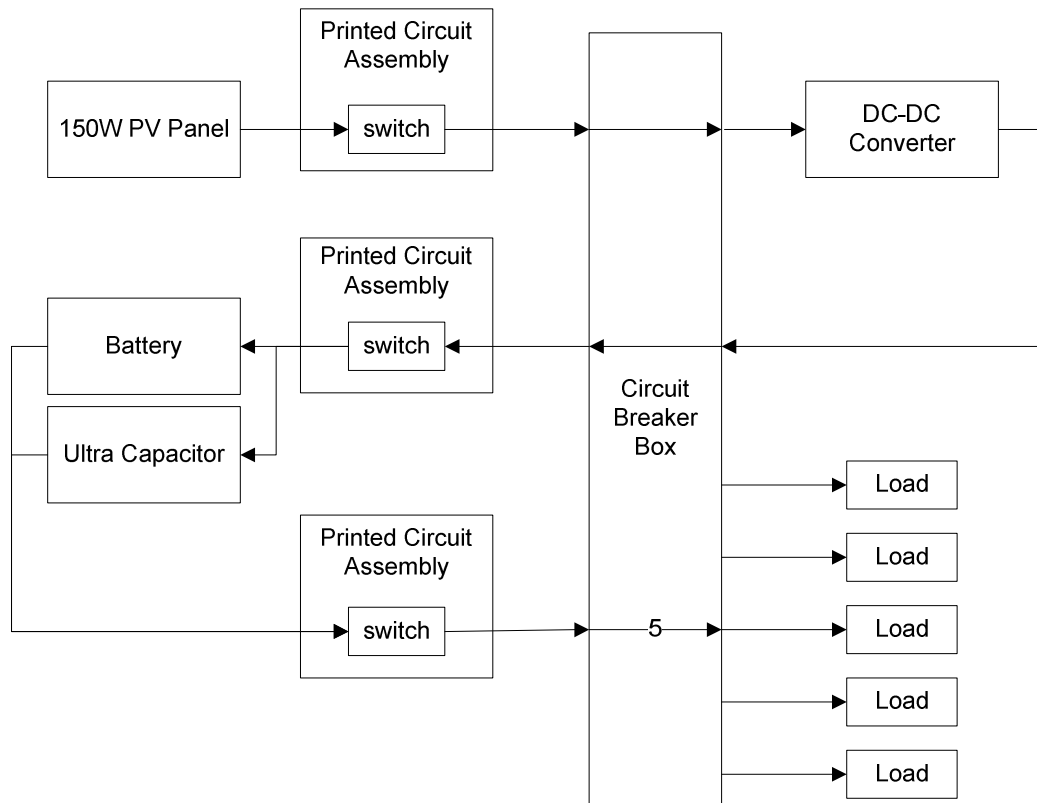 Printed Circuit
Assembly
150W PV Panel
switch
DC-DC
Converter
Printed Circuit
Assembly
Battery
switch
Circuit
Breaker
Box
Ultra Capacitor
Load
Printed Circuit
Assembly
Load
switch
5
Load
Load
Load